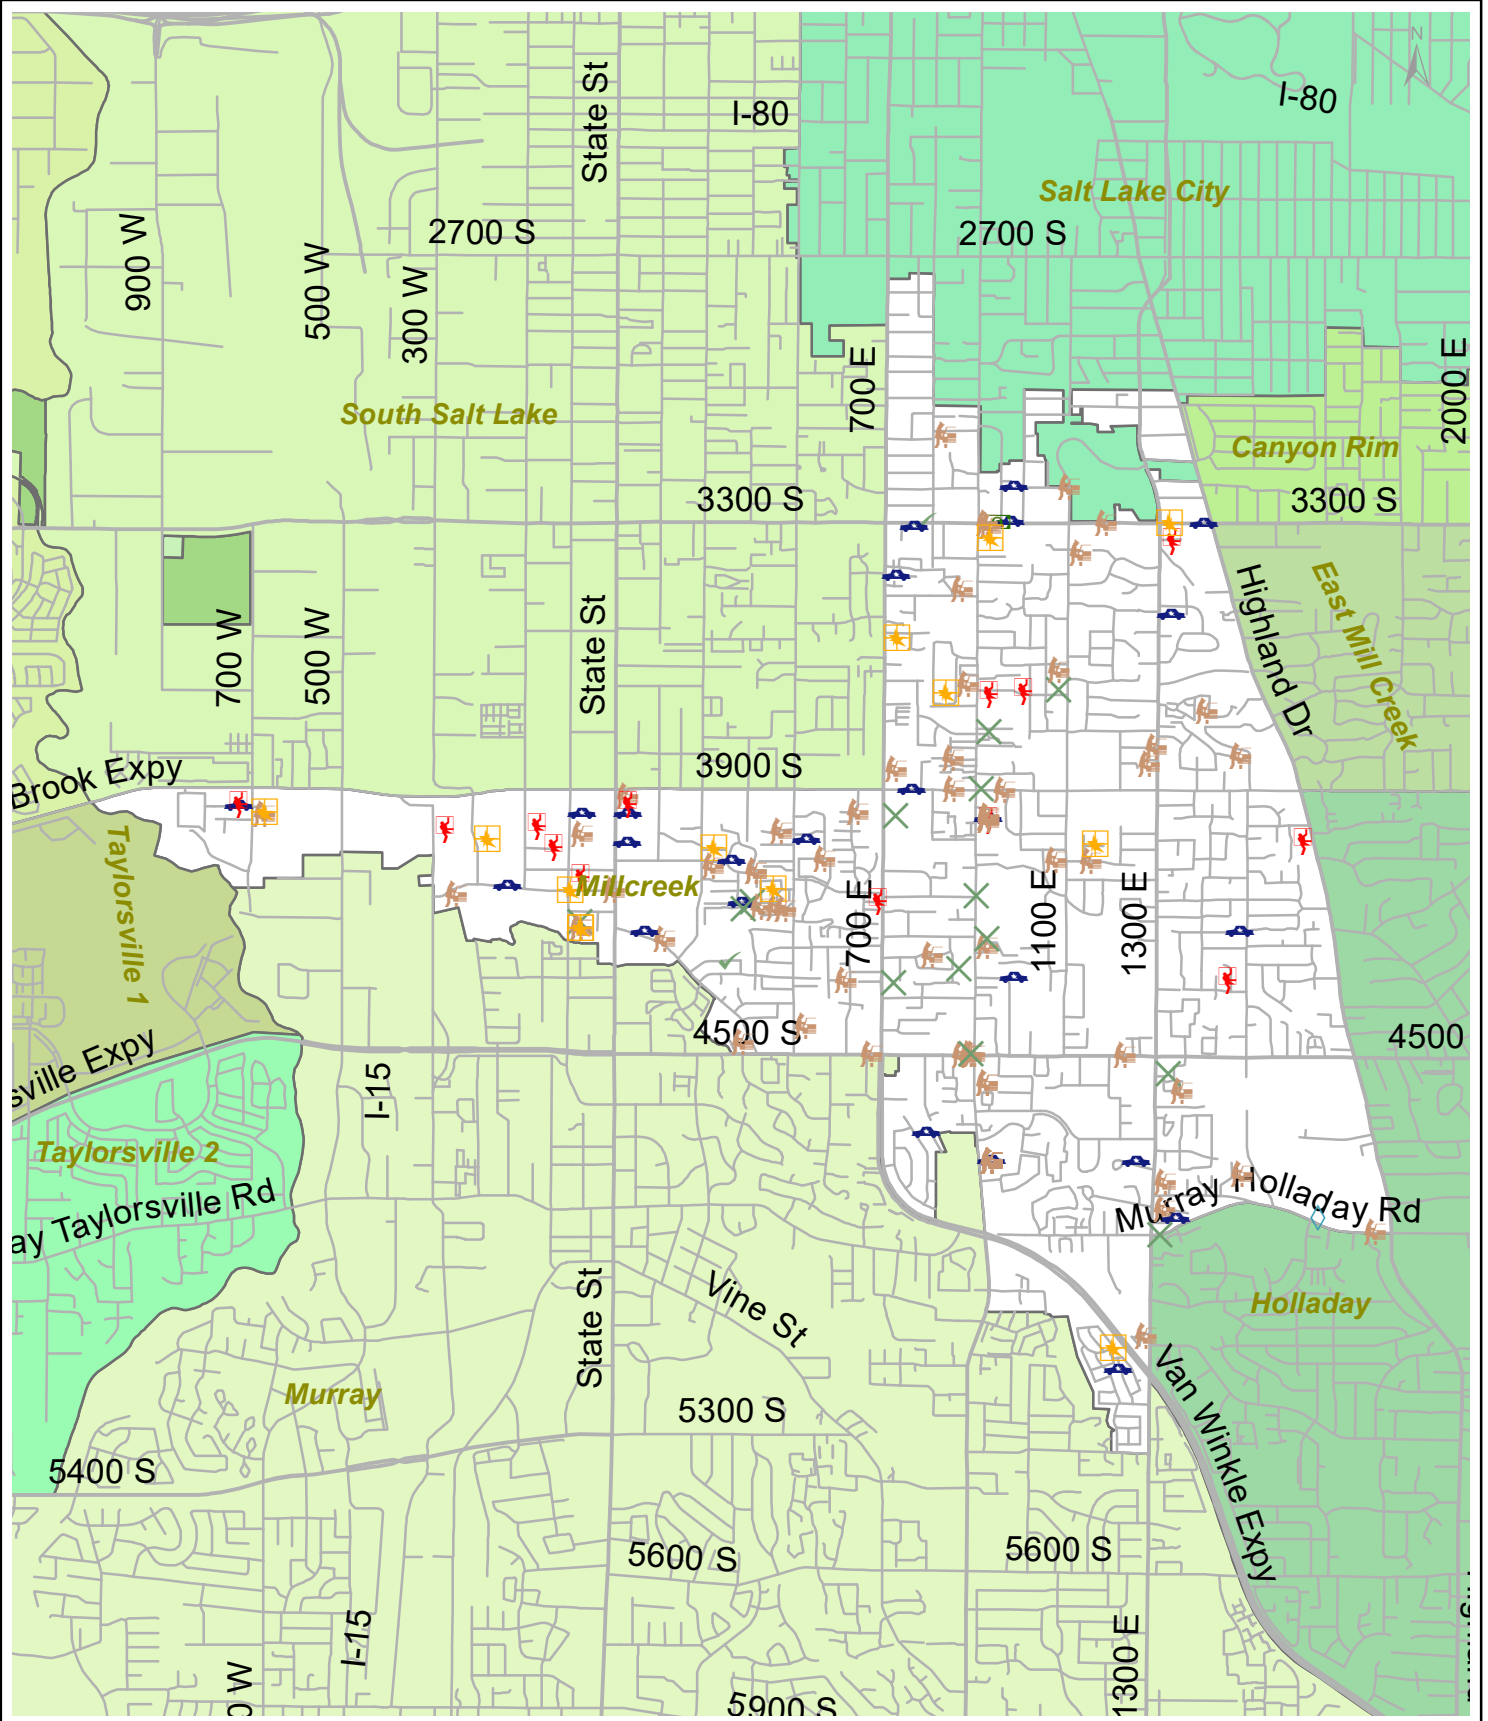 N
I-80
State St
I-80
Salt Lake City
900 W
2700 S
2700 S
500 W
300 W
700 E
2000 E
South Salt Lake
Canyon Rim
3300 S
3300 S
700 W
500 W
State St
Highland Dr
East Mill Creek
3900 S
Brook Expy
Taylorsville 1
Millcreek
700 E
1100 E
1300 E
4500 S
4500
sville Expy
I-15
Taylorsville 2
ay Taylorsville Rd
Murray Holladay Rd
State St
Vine St
Holladay
Murray
5300 S
Van Winkle Expy
5400 S
5600 S
5600 S
I-15
1300 E
0 W
5900 S